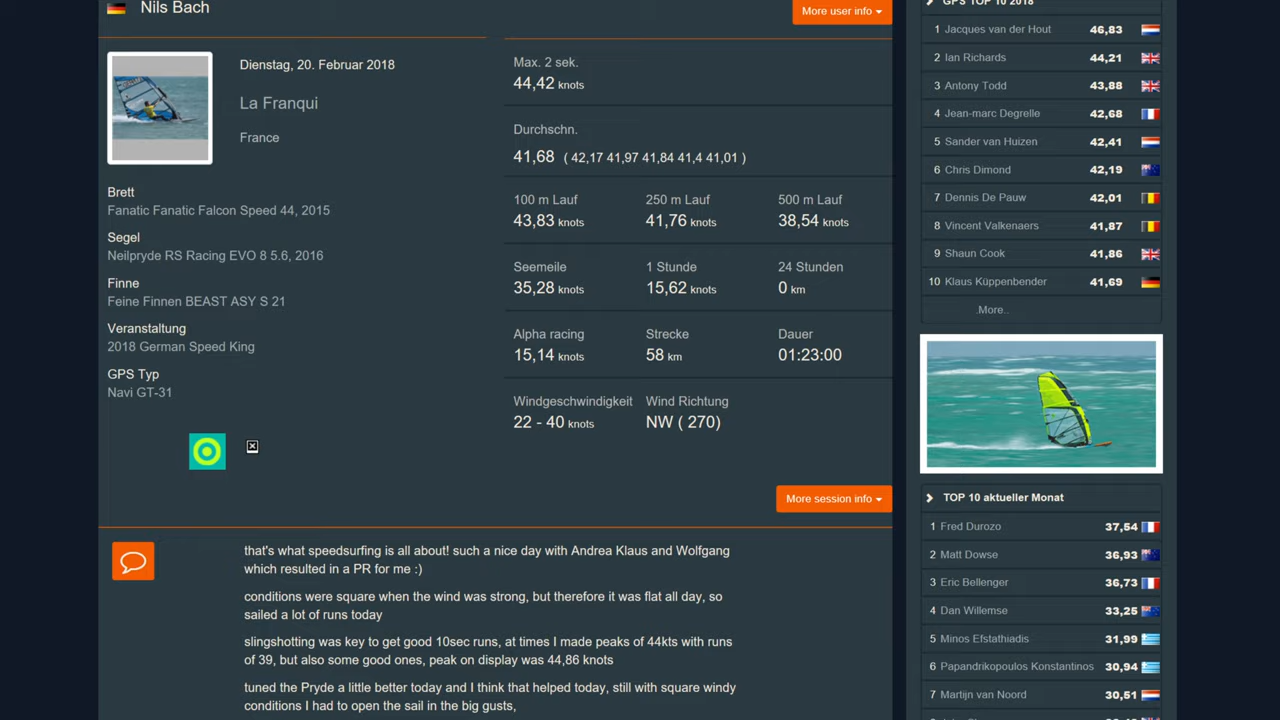 Nils Bach
More user info
Dienstag, 20. Februar 2018
La Franqui
France
Brett
Fanatic Fanatic Falcon Speed 44, 2015
Segel
Neilpryde RS Racing EVO 8 5.6, 2016
Finne
Feine Finnen BEAST ASY S 21
Veranstaltung
2018 German Speed King
GPS Typ
Navi GT-31
Max. 2 sek.
44,42 knots
Durchschn.
41,68 ( 42,17 41,97 41,84 41,4 41,01 )
100 m Lauf 250 m Lauf 500 m Lauf
43,83 knots 41,76 knots 38,54 knots
Seemeile 1 Stunde 24 Stunden
35,28 knots 15,62 knots 0 km
Alpha racing Strecke Dauer
15,14 knots 58 km 01:23:00
Windgeschwindigkeit Wind Richtung
22 - 40 knots NW ( 270)
More session info
that's what speedsurfing is all about! such a nice day with Andrea Klaus and Wolfgang
which resulted in a PR for me :)
conditions were square when the wind was strong, but therefore it was flat all day, so
sailed a lot of runs today
slingshotting was key to get good 10sec runs, at times I made peaks of 44kts with runs
of 39, but also some good ones, peak on display was 44,86 knots
tuned the Pryde a little better today and I think that helped today, still with square windy
conditions I had to open the sail in the big gusts,
GPS TOP 10 2018
1 Jacques van der Hout 46,83
2 Ian Richards 44,21
3 Antony Todd 43,88
4 Jean-marc Degrelle 42,68
5 Sander van Huizen 42,41
6 Chris Dimond 42,19
7 Dennis De Pauw 42,01
8 Vincent Valkenaers 41,87
9 Shaun Cook 41,86
10 Klaus Küppenbender 41,69
.More..
TOP 10 aktueller Monat
1 Fred Durozo 37,54
2 Matt Dowse 36,93
3 Eric Bellenger 36,73
4 Dan Willemse 33,25
5 Minos Efstathiadis 31,99
6 Papandrikopoulos Konstantinos 30,94
7 Martijn van Noord 30,51